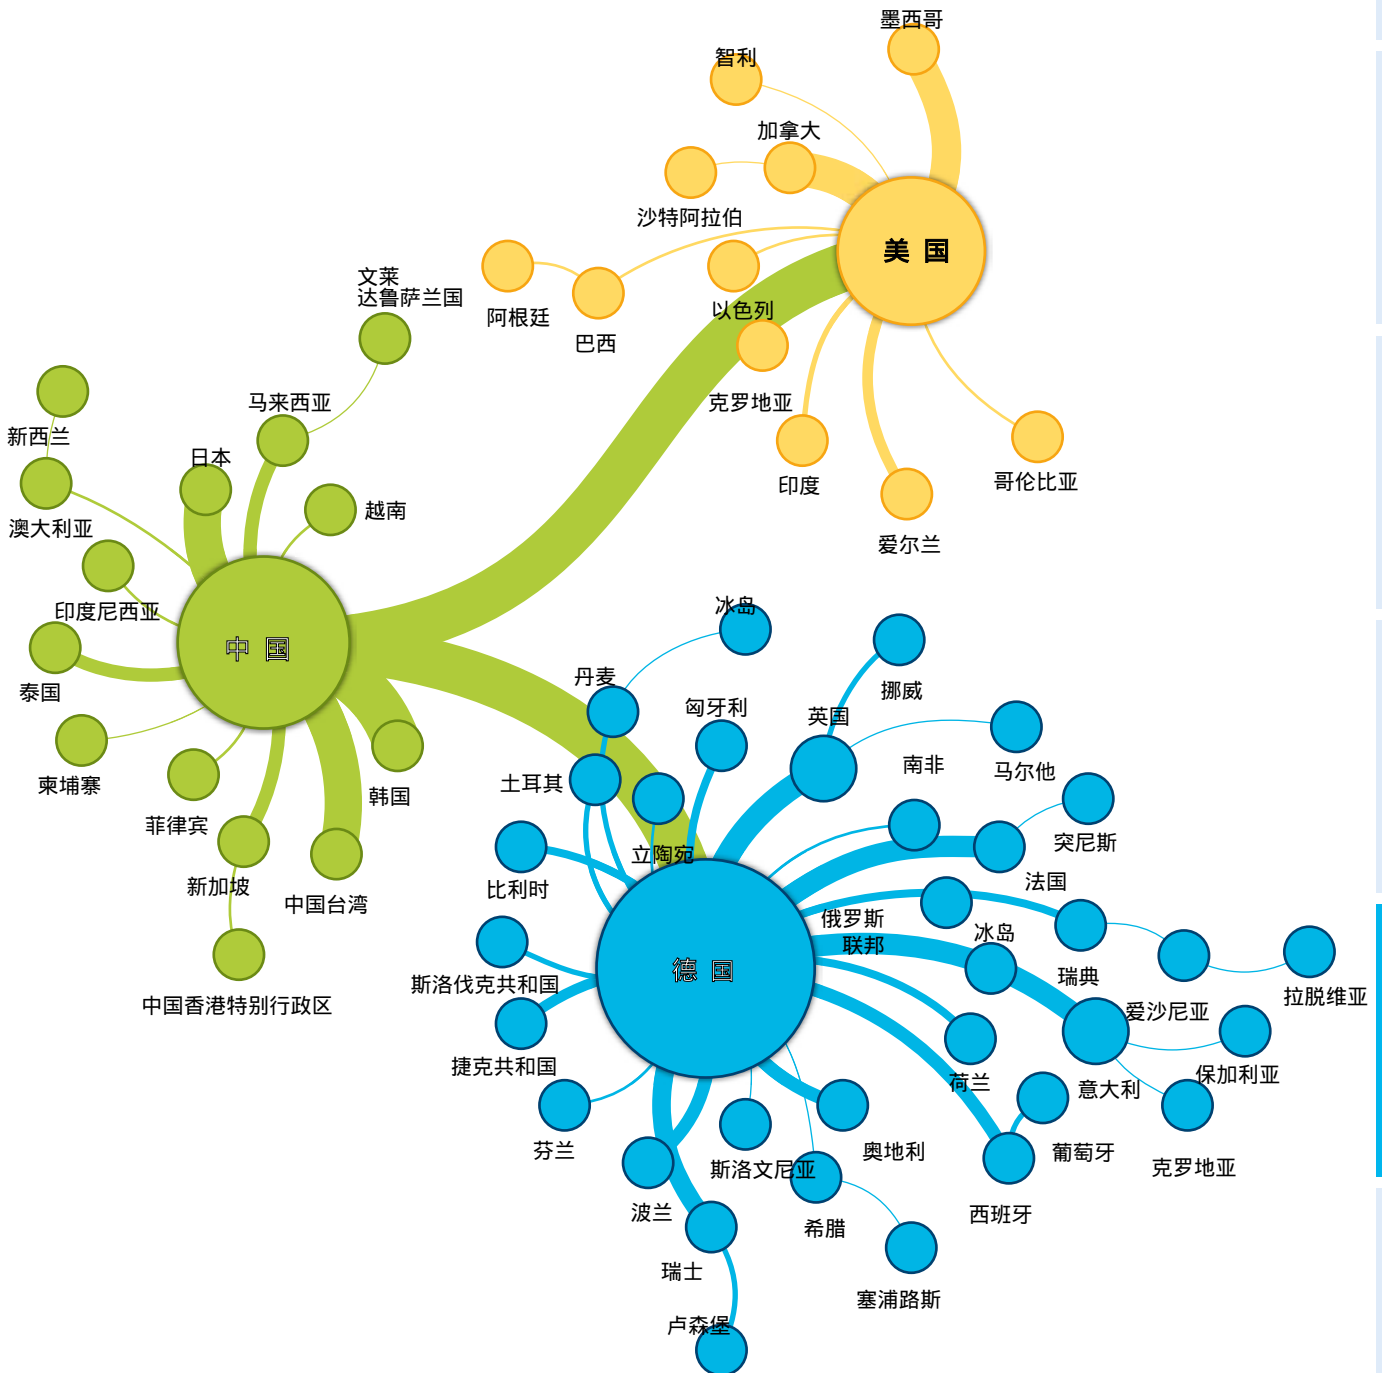 墨西哥
智利
加拿大
沙特阿拉伯
美 国
以色列
阿根廷
巴西
克罗地亚
印度
哥伦比亚
爱尔兰
文莱
达鲁萨兰国
马来西亚
新西兰
日本
越南
澳大利亚
印度尼西亚
中 国
泰国
柬埔寨
菲律宾
韩国
新加坡
中国台湾
中国香港特别行政区
冰岛
丹麦
挪威
匈牙利
英国
南非
马尔他
土耳其
突尼斯
立陶宛
比利时
法国
俄罗斯
联邦
冰岛
德 国
斯洛伐克共和国
瑞典
爱沙尼亚
拉脱维亚
捷克共和国
荷兰
意大利
保加利亚
芬兰
斯洛文尼亚
奥地利
葡萄牙
克罗地亚
波兰
希腊
西班牙
瑞士
塞浦路斯
卢森堡